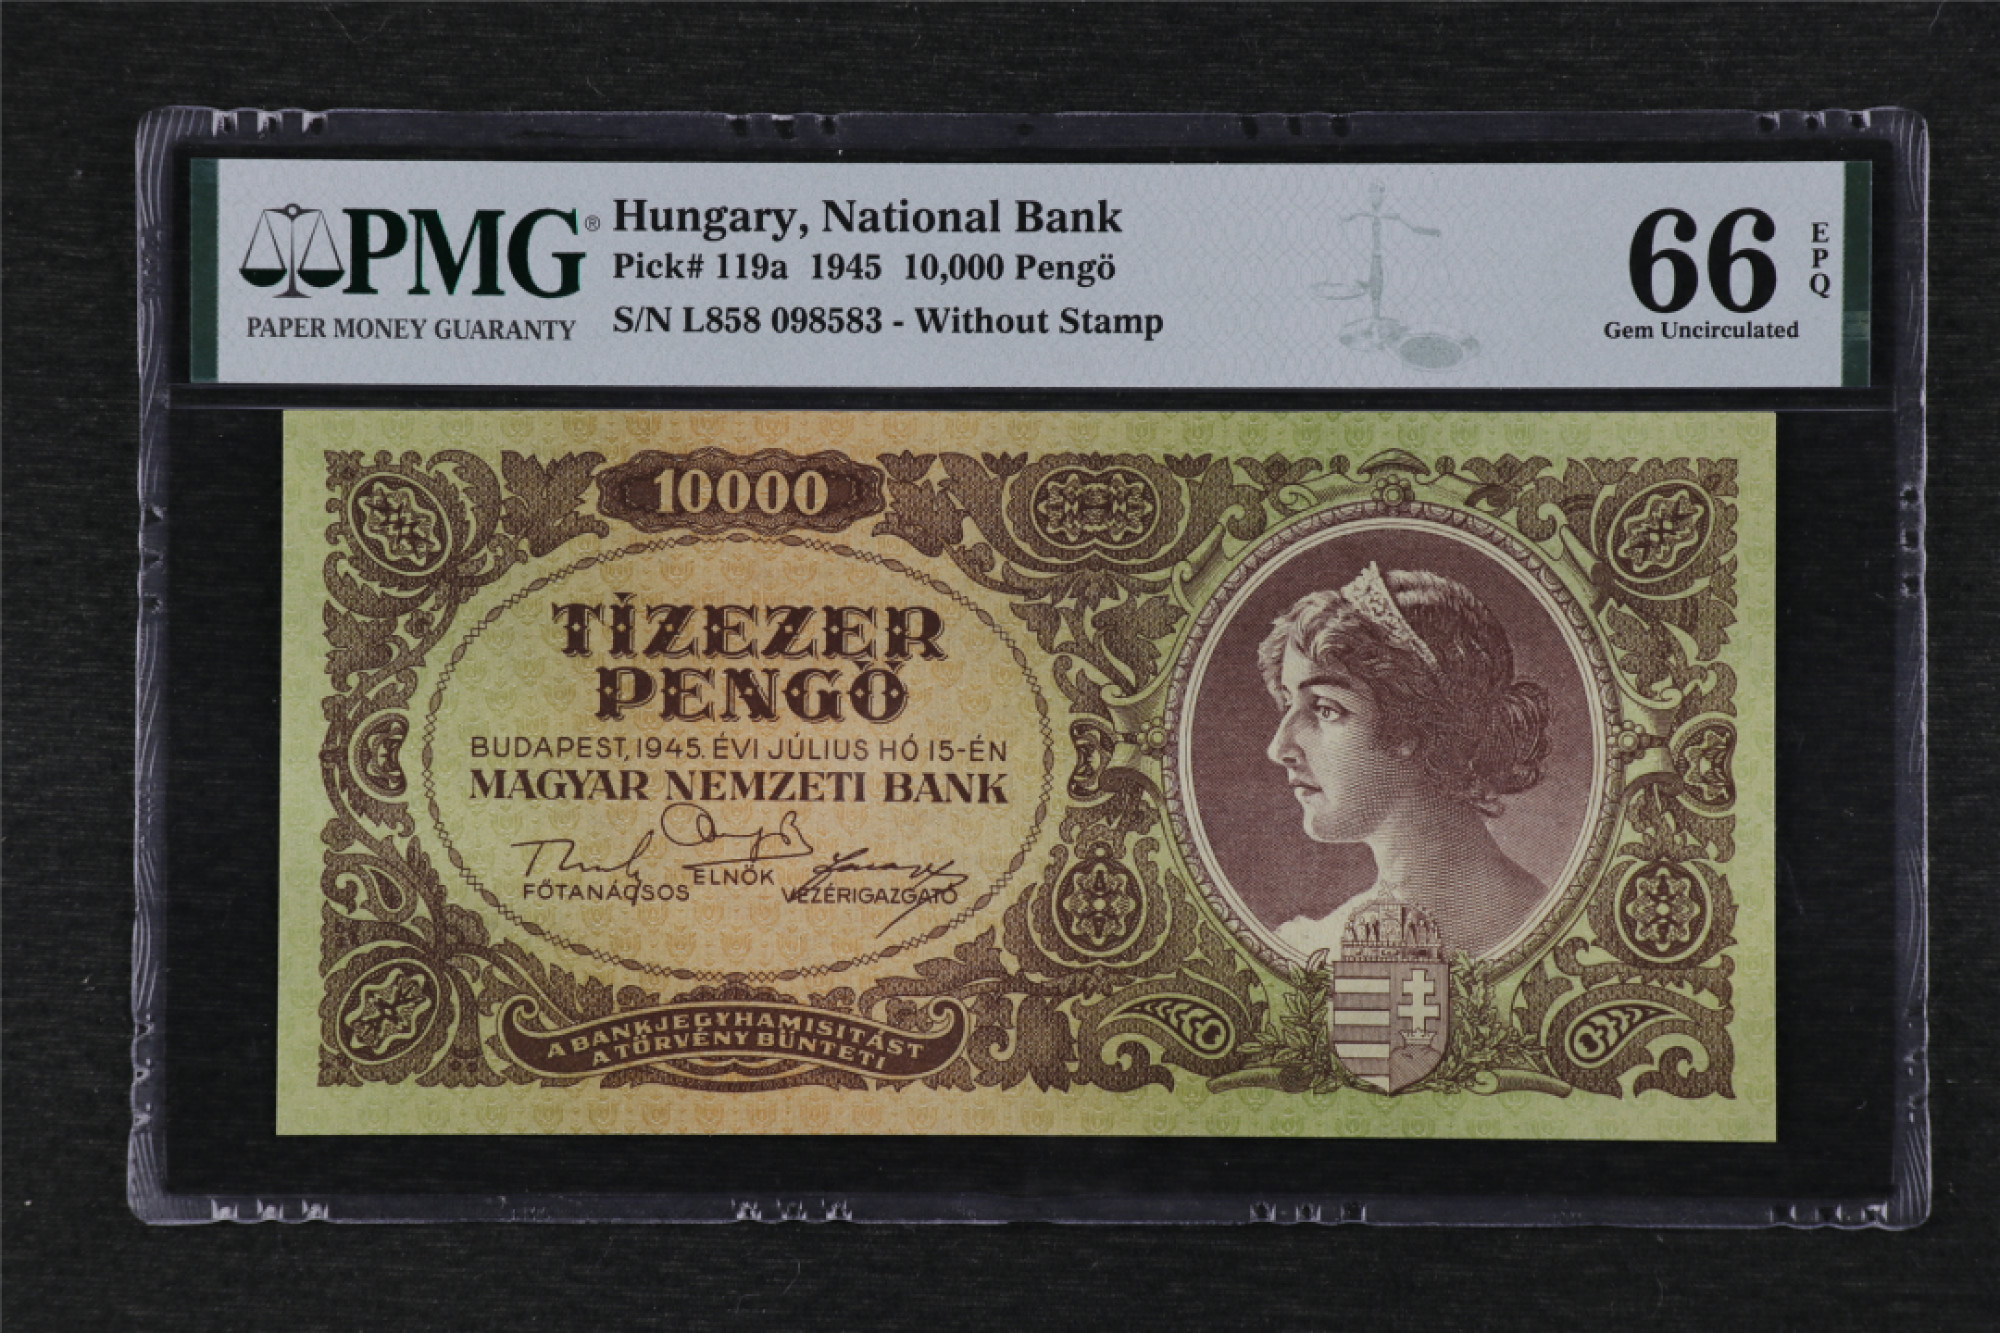 PMG®
PAPER MONEY GUARANTY
Hungary, National Bank
Pick# 119a 1945 10,000 Pengö
S/N L858 098583 - Without Stamp
66
EPQ
Gem Uncirculated
10000
TÍZEZER
PENGŐ
BUDAPEST, 1945. ÉVI JÚLIUS HÓ 15-ÉN
MAGYAR NEMZETI BANK
FŐTANÁCSOS
ELNÖK
VEZÉRIGAZGATÓ
A BANKJEGYHAMISITÁST
A TÖRVÉNY BÜNTETI